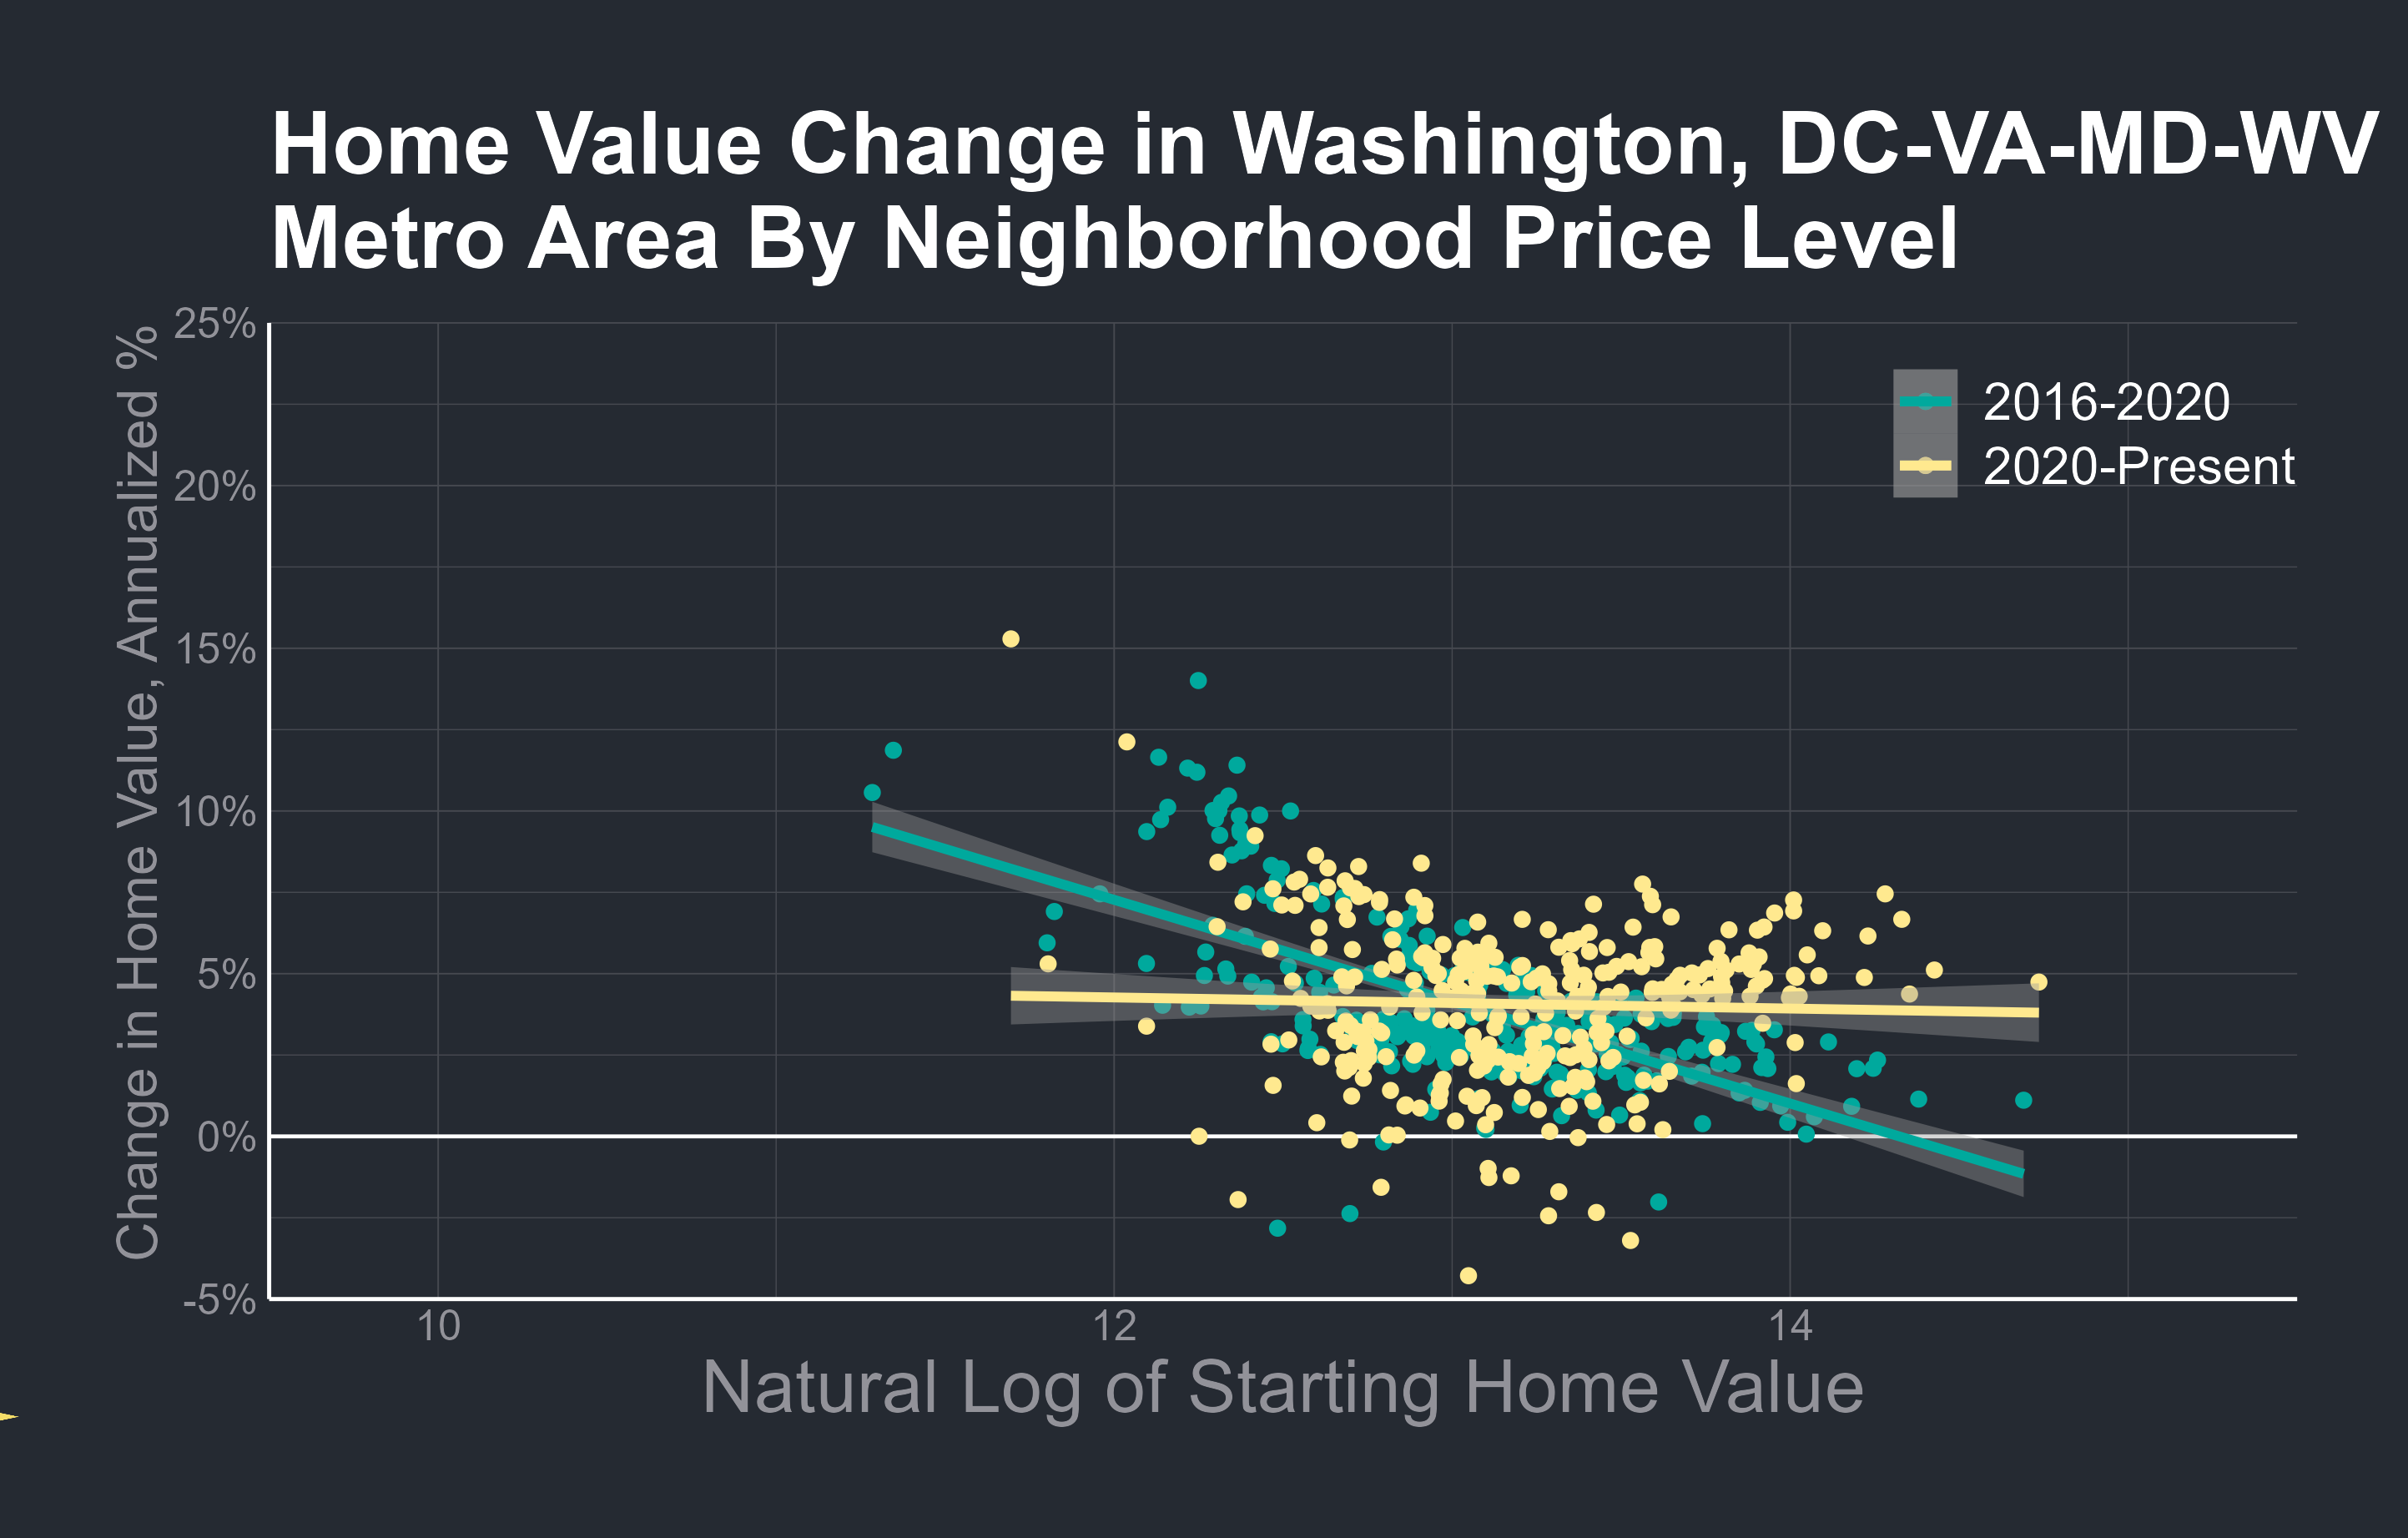 Home Value Change in Washington, DC-VA-MD-WV
Metro Area By Neighborhood Price Level
Change in Home Value, Annualized %
25%
20%
15%
10%
5%
0%
-5%
2016-2020
2020-Present
10
12
14
Natural Log of Starting Home Value